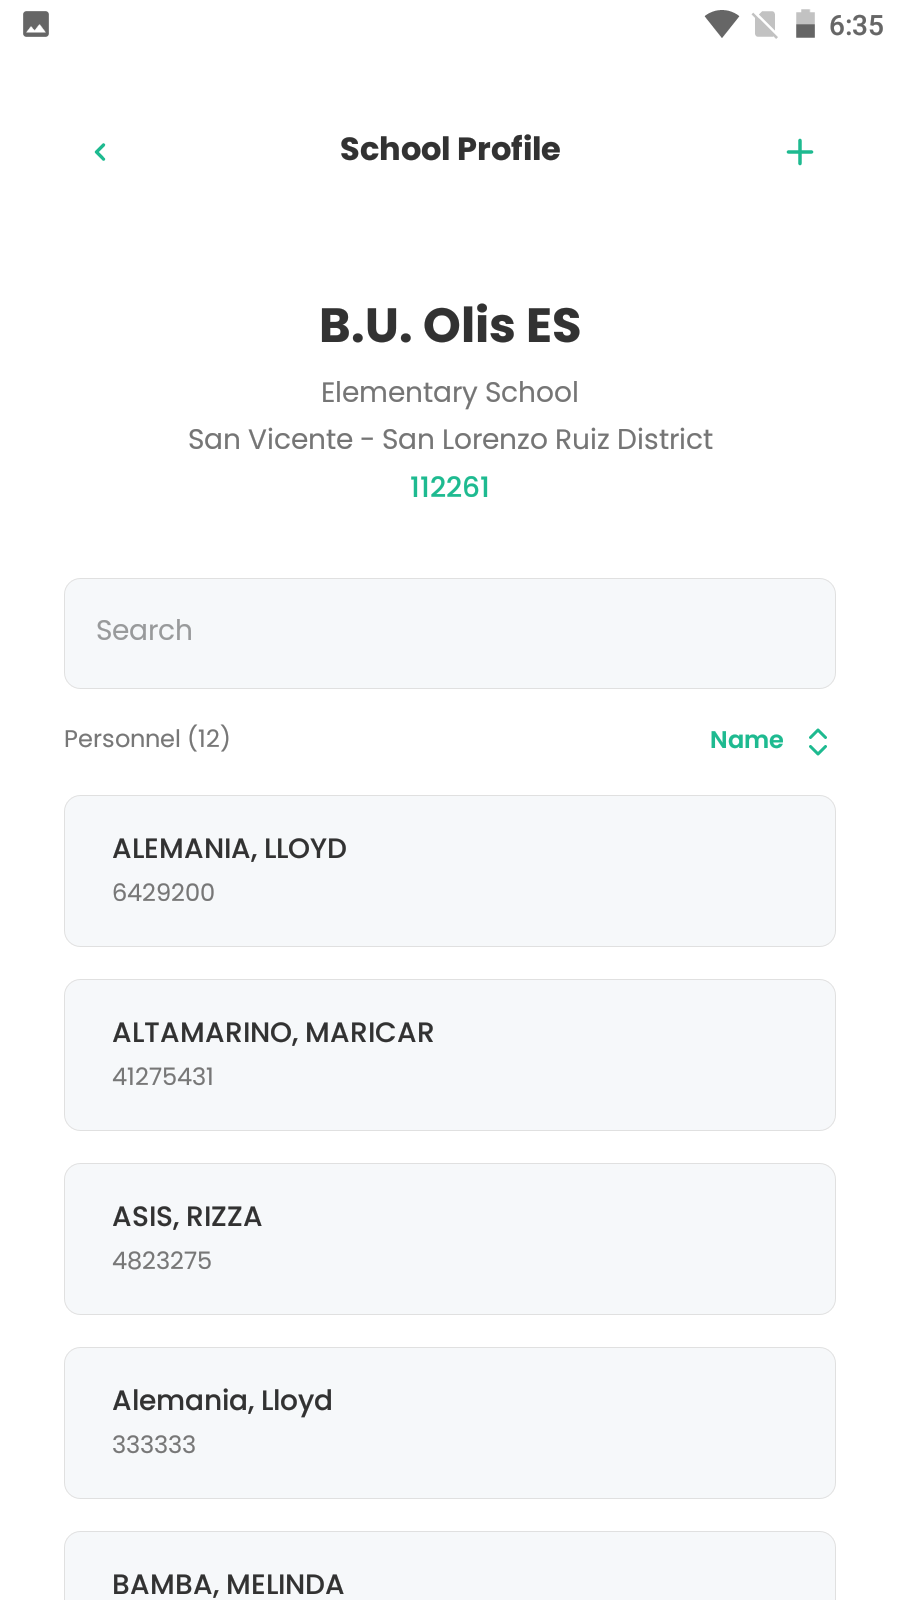 6:35
School Profile
B.U. Olis ES
Elementary School
San Vicente - San Lorenzo Ruiz District
112261
Search
Personnel (12)
Name
ALEMANIA, LLOYD
6429200
ALTAMARINO, MARICAR
41275431
ASIS, RIZZA
4823275
Alemania, Lloyd
333333
BAMBA, MELINDA